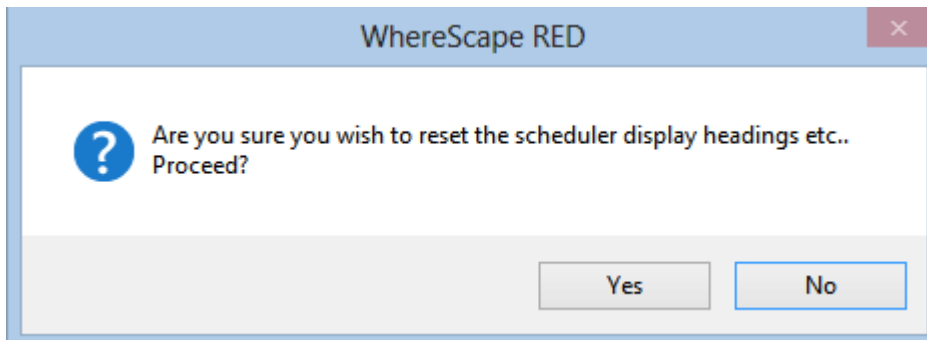 WhereScape RED
Are you sure you wish to reset the scheduler display headings etc..
Proceed?
Yes
No